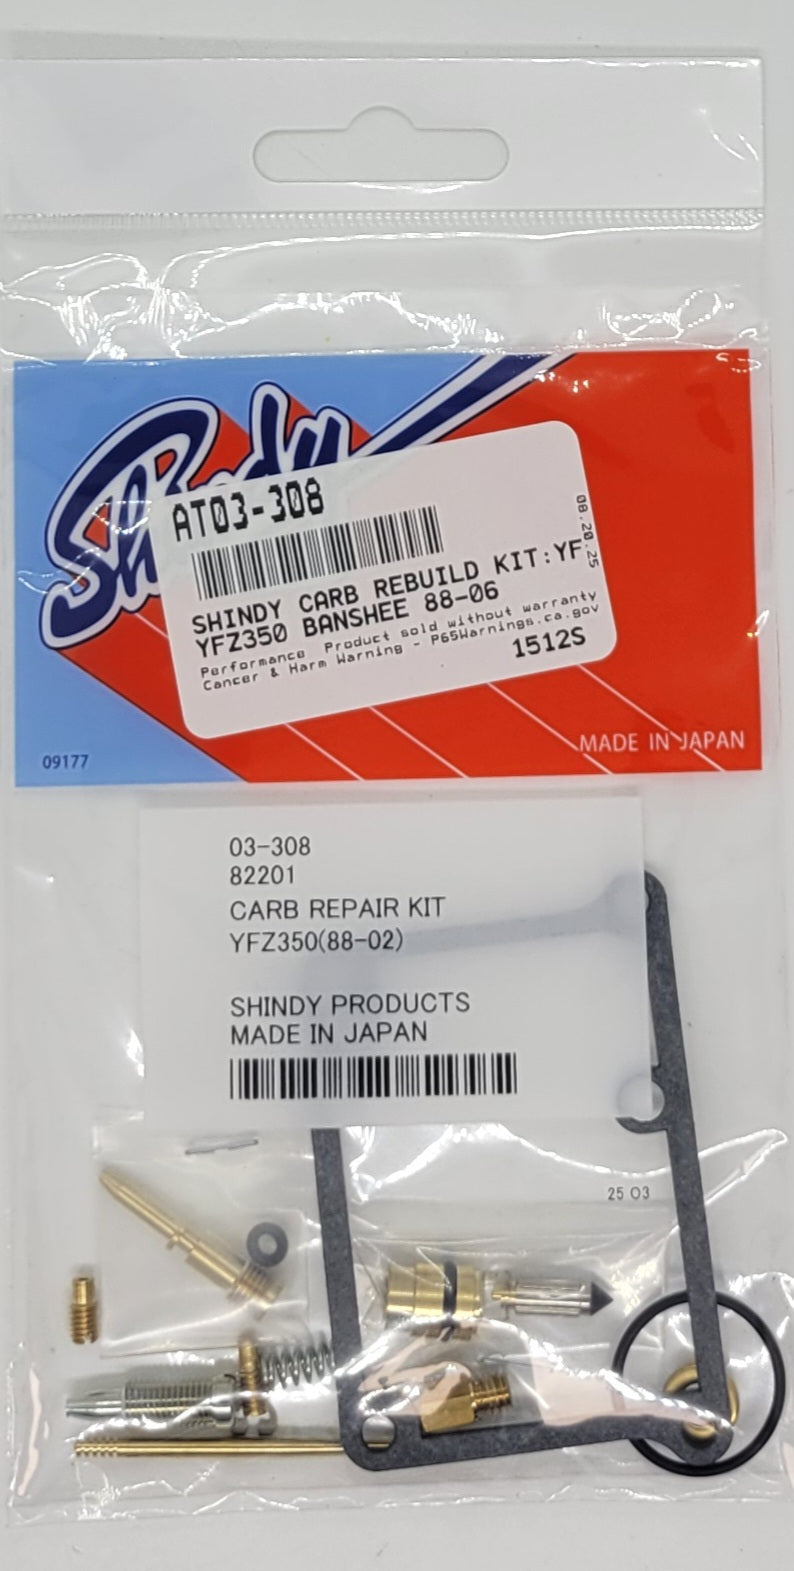 Shindy
AT03-308
08.20.25
SHINDY CARB REBUILD KIT:YF
YFZ350 BANSHEE 88-06
Performance Product sold without warranty
Cancer & Harm Warning - P65Warnings.ca.gov
1512S
MADE IN JAPAN
09177
03-308
82201
CARB REPAIR KIT
YFZ350(88-02)
SHINDY PRODUCTS
MADE IN JAPAN
25 03